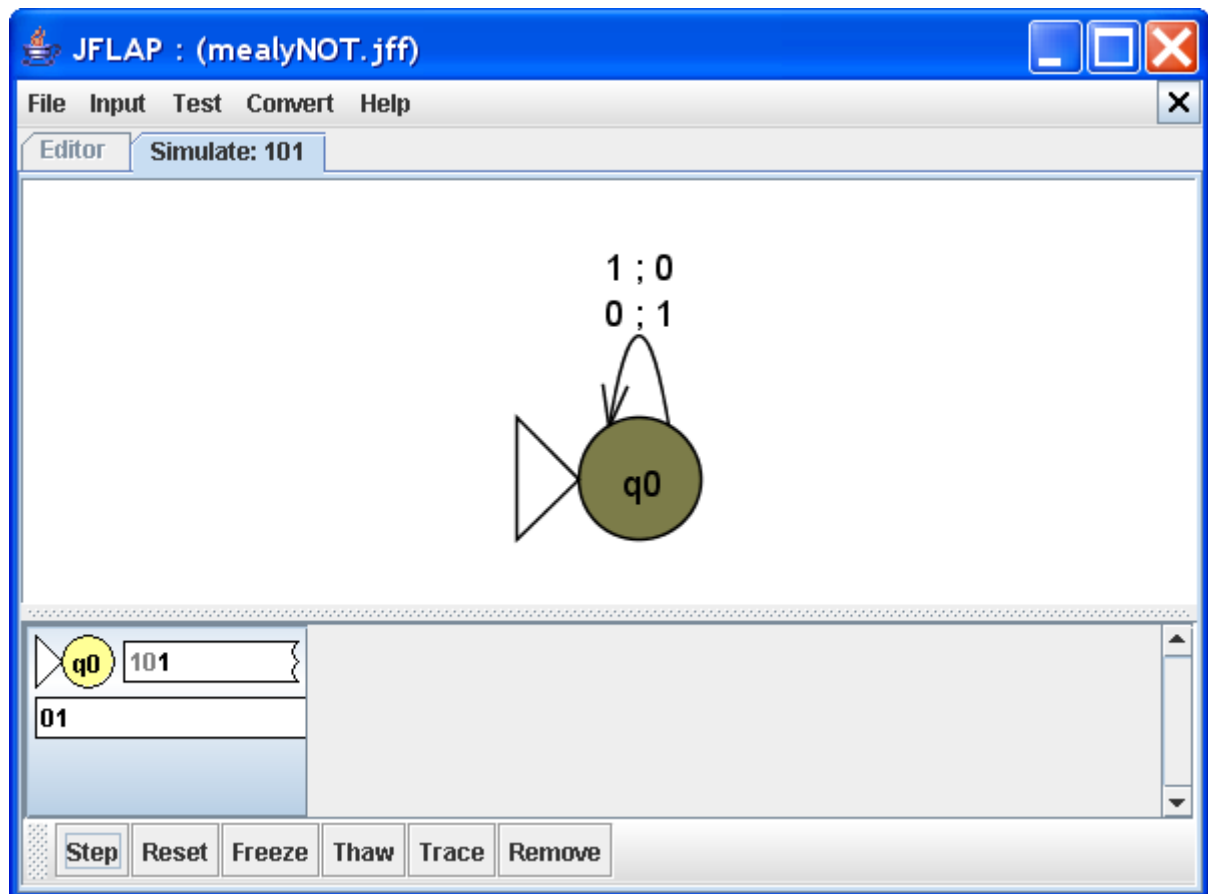 JFLAP : (mealyNOT.jff)
File Input Test Convert Help
Editor Simulate: 101
1 ; 0
0 ; 1
q0
q0 101
01
Step Reset Freeze Thaw Trace Remove